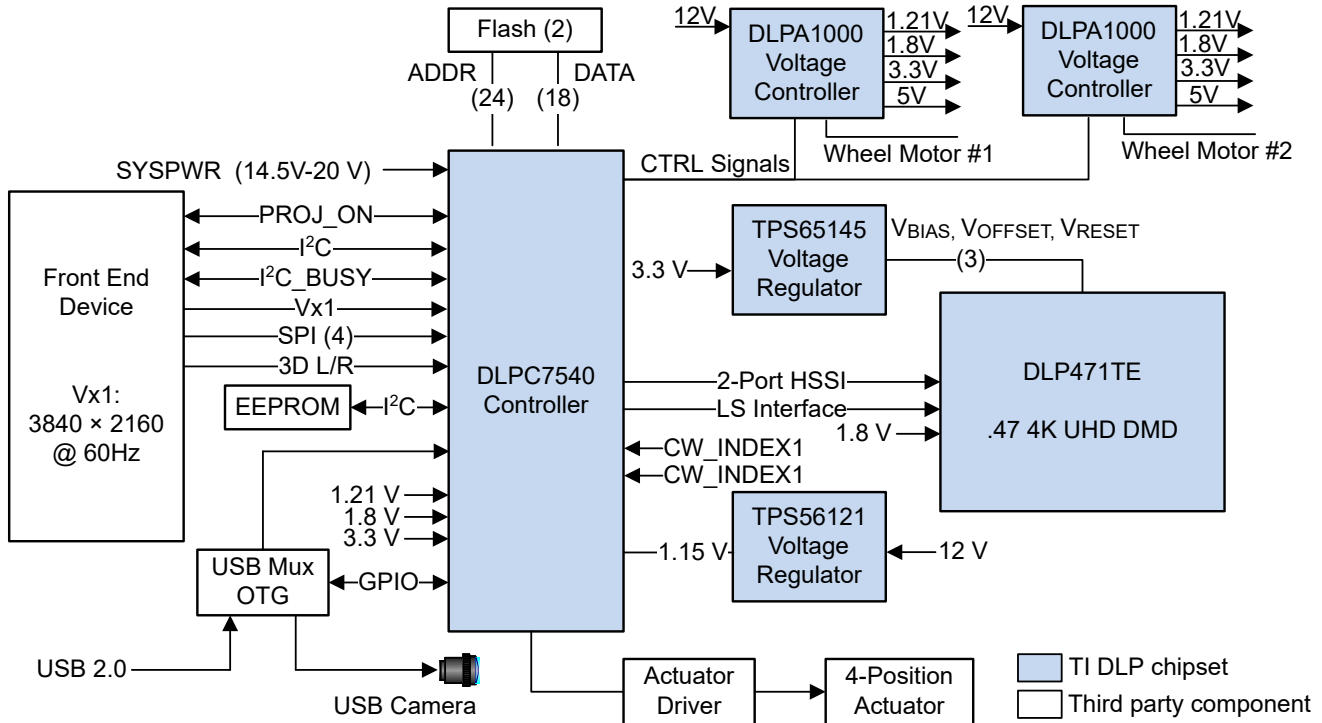 Flash (2)
ADDR
(24)
DATA
(18)
12V
DLPA1000
Voltage
Controller
1.21V
1.8V
3.3V
5V
Wheel Motor #1
12V
DLPA1000
Voltage
Controller
1.21V
1.8V
3.3V
5V
Wheel Motor #2
SYSPWR (14.5V-20 V)
CTRL Signals
Front End
Device
Vx1:
3840 × 2160
@ 60Hz
PROJ_ON
I²C
I²C_BUSY
Vx1
SPI (4)
3D L/R
EEPROM
I²C
DLPC7540
Controller
3.3 V
TPS65145
Voltage
Regulator
VBIAS, VOFFSET, VRESET
(3)
2-Port HSSI
LS Interface
1.8 V
DLP471TE
.47 4K UHD DMD
CW_INDEX1
CW_INDEX1
1.21 V
1.8 V
3.3 V
1.15 V
TPS56121
Voltage
Regulator
12 V
USB Mux
OTG
GPIO
USB 2.0
USB Camera
Actuator
Driver
4-Position
Actuator
TI DLP chipset
Third party component